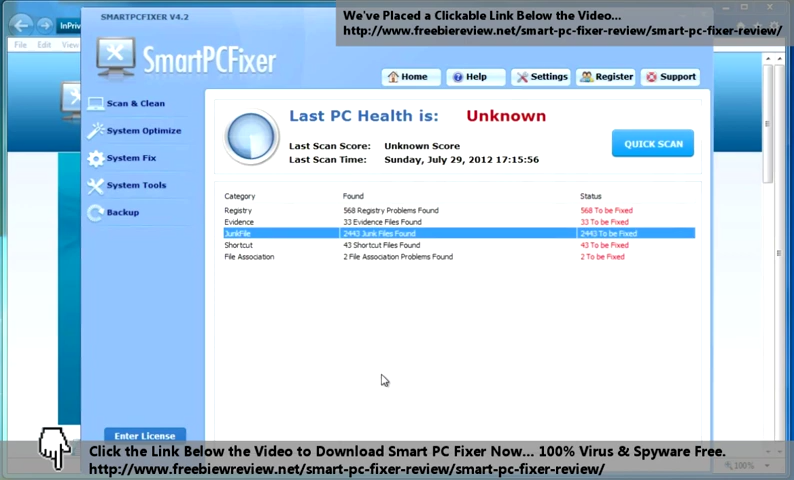 SMARTPCFIXER V4.2
We've Placed a Clickable Link Below the Video...
http://www.freebiereview.net/smart-pc-fixer-review/smart-pc-fixer-review/
InPriv
File Edit View
SmartPCFixer
Home Help Settings Register Support
Scan & Clean
System Optimize
System Fix
System Tools
Backup
Last PC Health is: Unknown
Last Scan Score: Unknown Score
Last Scan Time: Sunday, July 29, 2012 17:15:56
QUICK SCAN
Category Found Status
Registry 568 Registry Problems Found 568 To be Fixed
Evidence 33 Evidence Files Found 33 To be Fixed
JunkFile 2443 Junk Files Found 2443 To be Fixed
Shortcut 43 Shortcut Files Found 43 To be Fixed
File Association 2 File Association Problems Found 2 To be Fixed
Enter License
Click the Link Below the Video to Download Smart PC Fixer Now... 100% Virus & Spyware Free.
http://www.freebiewreview.net/smart-pc-fixer-review/smart-pc-fixer-review/
100%